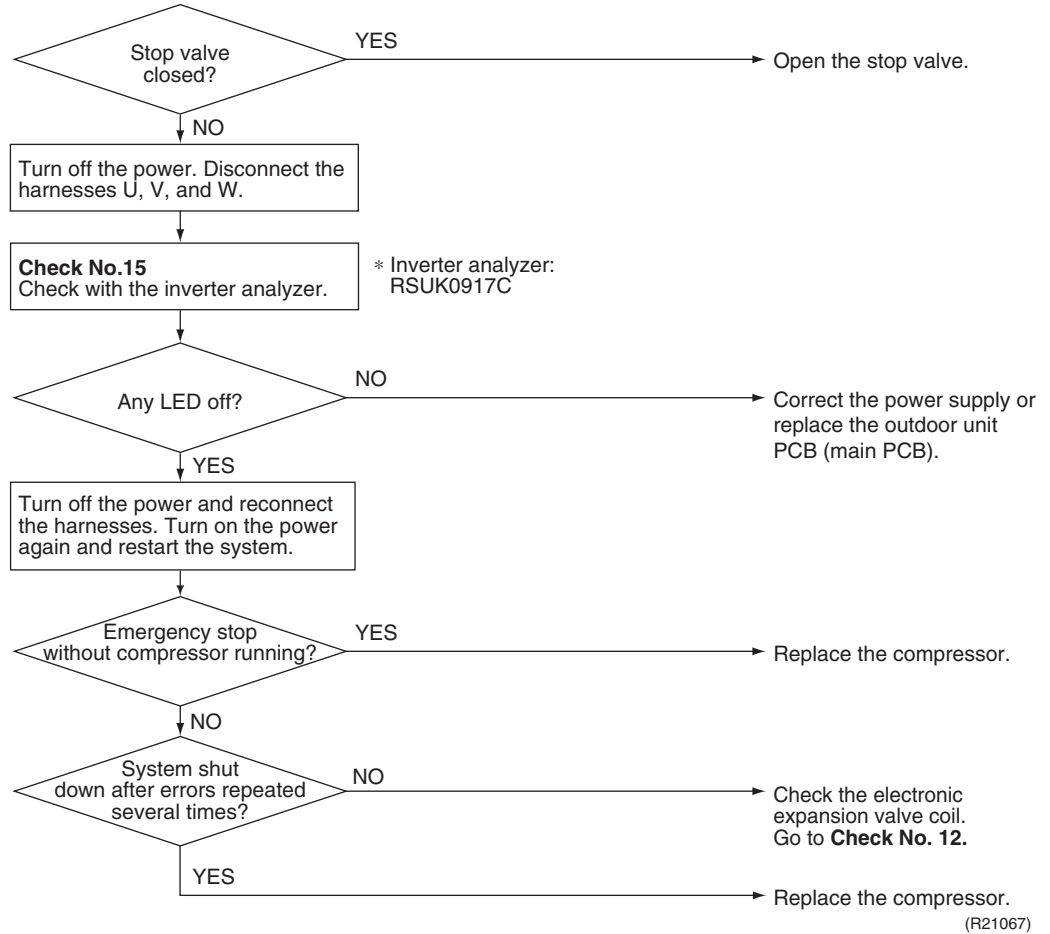 Stop valve
closed?
YES
Open the stop valve.
NO
Turn off the power. Disconnect the
harnesses U, V, and W.
Check No.15
Check with the inverter analyzer.
* Inverter analyzer:
RSUK0917C
Any LED off?
NO
Correct the power supply or
replace the outdoor unit
PCB (main PCB).
YES
Turn off the power and reconnect
the harnesses. Turn on the power
again and restart the system.
Emergency stop
without compressor running?
YES
Replace the compressor.
NO
System shut
down after errors repeated
several times?
NO
Check the electronic
expansion valve coil.
Go to Check No. 12.
YES
Replace the compressor.
(R21067)